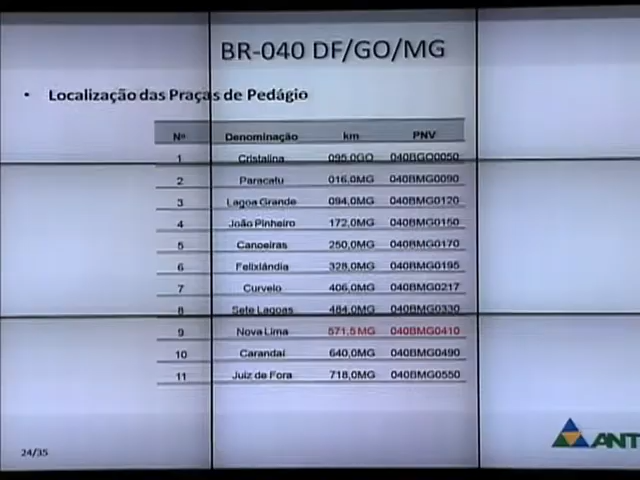 BR-040 DF/GO/MG
• Localização das Praças de Pedágio
Nº Denominação km PNV
1 Cristalina 095,0GO 040BGO0050
2 Paracatu 016,0MG 040BMG0090
3 Lagoa Grande 094,0MG 040BMG0120
4 João Pinheiro 172,0MG 040BMG0150
5 Canoeiras 250,0MG 040BMG0170
6 Felixlândia 328,0MG 040BMG0195
7 Curvelo 406,0MG 040BMG0217
8 Sete Lagoas 484,0MG 040BMG0330
9 Nova Lima 571,5MG 040BMG0410
10 Carandaí 640,0MG 040BMG0490
11 Juiz de Fora 718,0MG 040BMG0550
24/35
ANT